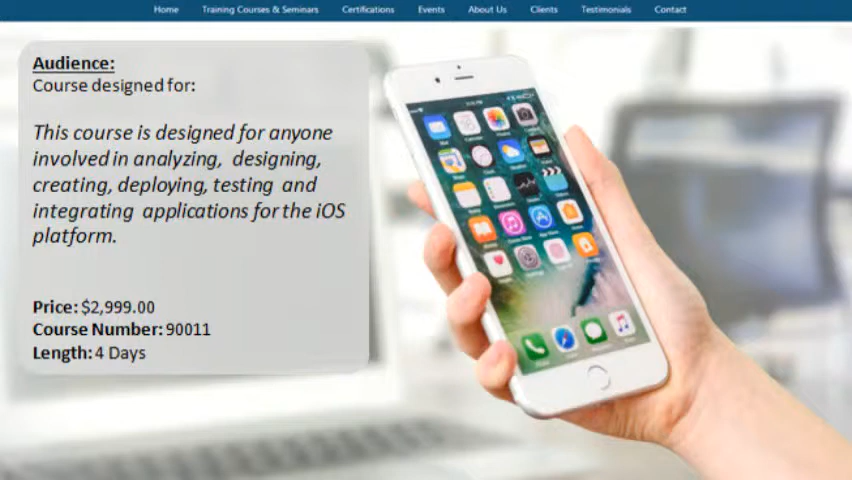 Home Training Courses & Seminars Certifications Events About Us Clients Testimonials Contact
Audience:
Course designed for:
This course is designed for anyone
involved in analyzing, designing,
creating, deploying, testing and
integrating applications for the iOS
platform.
Price: $2,999.00
Course Number: 90011
Length: 4 Days